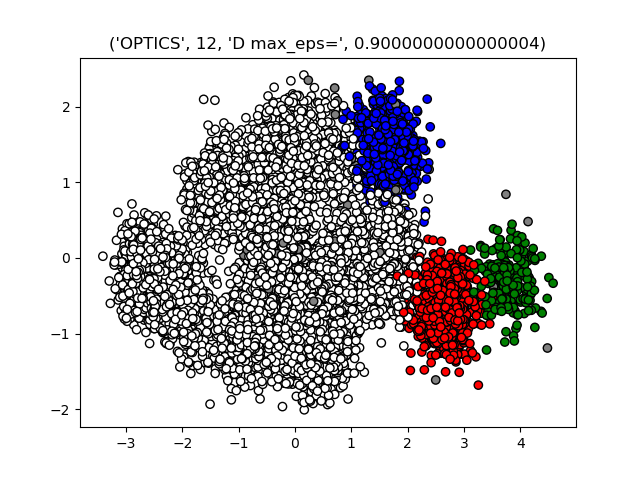 ('OPTICS', 12, 'D max_eps=', 0.9000000000000004)
2
1
0
−1
−2
−3 −2 −1 0 1 2 3 4